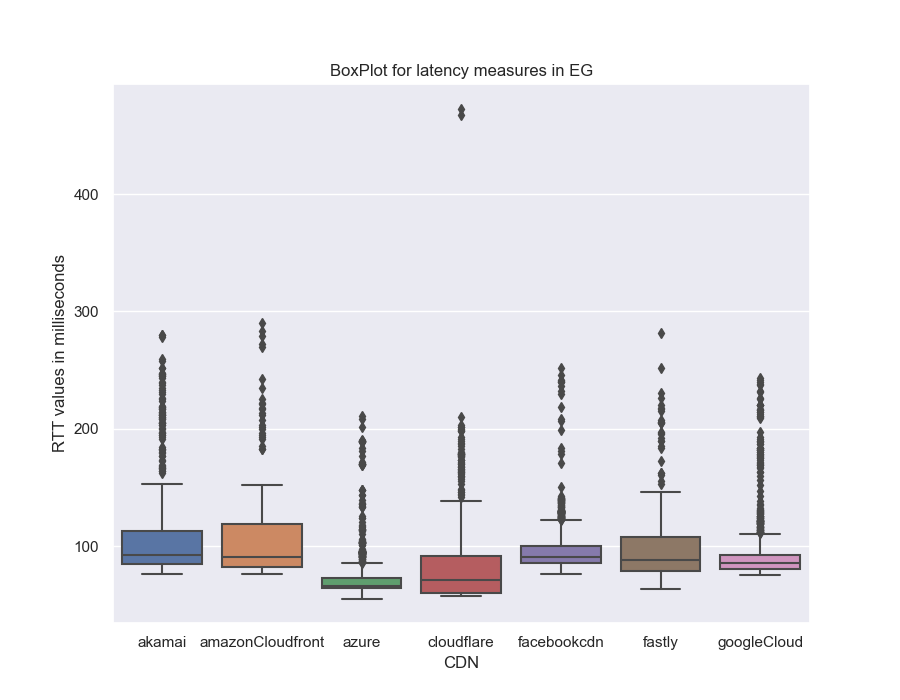 BoxPlot for latency measures in EG
RTT values in milliseconds
400
300
200
100
akamai amazonCloudfront azure cloudflare facebookcdn fastly googleCloud
CDN